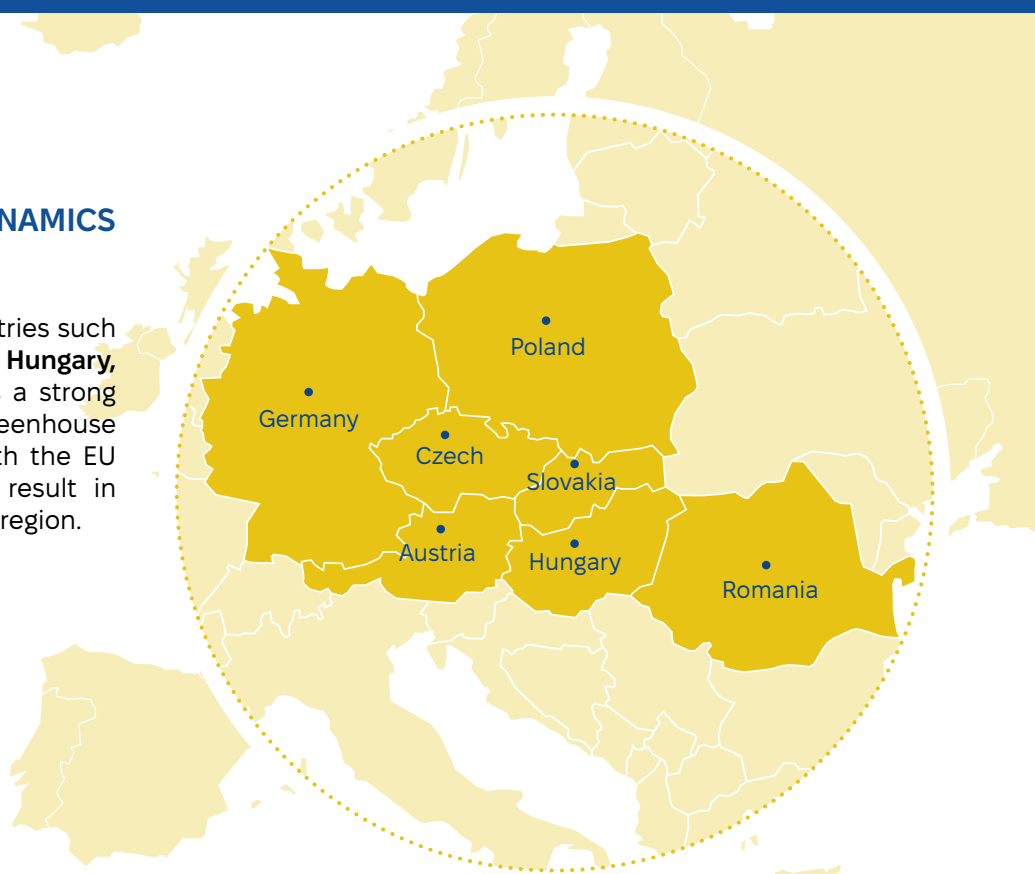 NAMICS
tries such
Hungary,
a strong
eenhouse
th the EU
result in
region.
Poland
Germany
Czech
Slovakia
Austria
Hungary
Romania